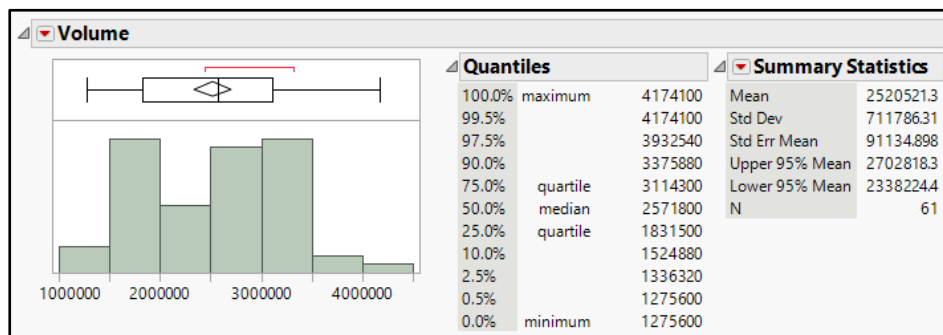 Volume
1000000 2000000 3000000 4000000
Quantiles
100.0% maximum 4174100
99.5% 4174100
97.5% 3932540
90.0% 3375880
75.0% quartile 3114300
50.0% median 2571800
25.0% quartile 1831500
10.0% 1524880
2.5% 1336320
0.5% 1275600
0.0% minimum 1275600
Summary Statistics
Mean 2520521.3
Std Dev 711786.31
Std Err Mean 91134.898
Upper 95% Mean 2702818.3
Lower 95% Mean 2338224.4
N 61